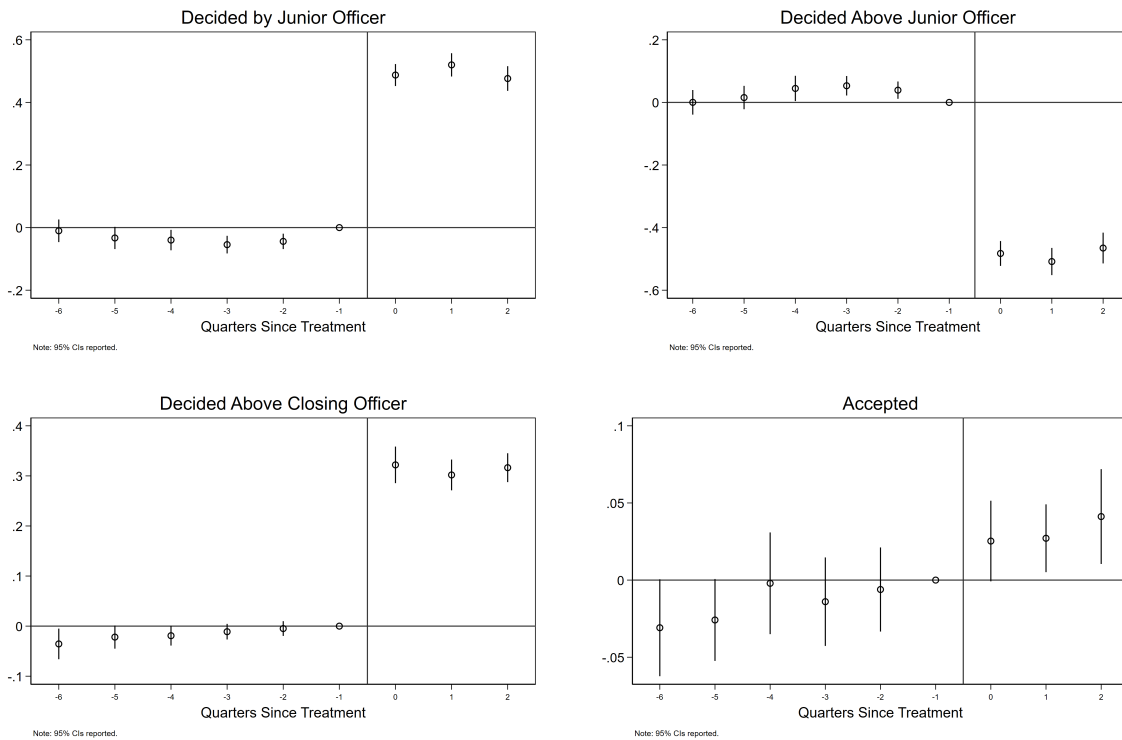 Decided by Junior Officer
.6
.4
.2
0
-.2
-6 -5 -4 -3 -2 -1 0 1 2
Quarters Since Treatment
Note: 95% CIs reported.
Decided Above Junior Officer
.2
0
-.2
-.4
-.6
-6 -5 -4 -3 -2 -1 0 1 2
Quarters Since Treatment
Note: 95% CIs reported.
Decided Above Closing Officer
.4
.3
.2
.1
0
-.1
-6 -5 -4 -3 -2 -1 0 1 2
Quarters Since Treatment
Note: 95% CIs reported.
Accepted
.1
.05
0
-.05
-6 -5 -4 -3 -2 -1 0 1 2
Quarters Since Treatment
Note: 95% CIs reported.